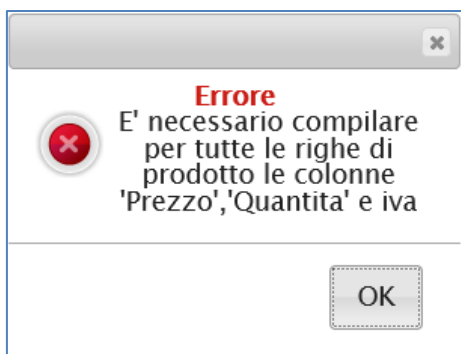 Errore
E' necessario compilare
per tutte le righe di
prodotto le colonne
'Prezzo','Quantita' e iva
OK